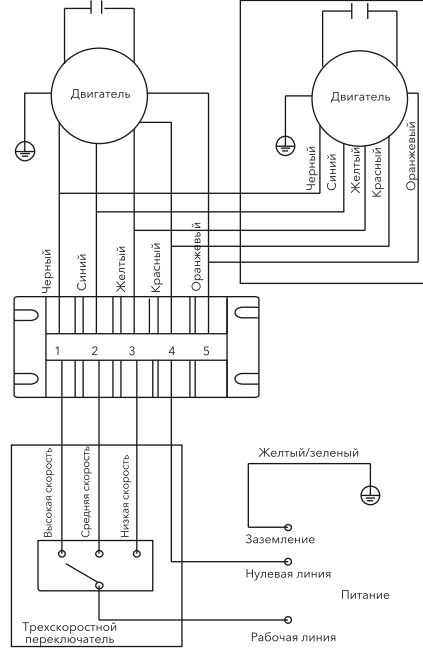 Двигатель
Двигатель
Черный
Синий
Желтый
Красный
Оранжевый
Черный
Синий
Желтый
Красный
Оранжевый
1 2 3 4 5
Высокая скорость
Средняя скорость
Низкая скорость
Желтый/зеленый
Заземление
Нулевая линия
Питание
Трехскоростной
переключатель
Рабочая линия